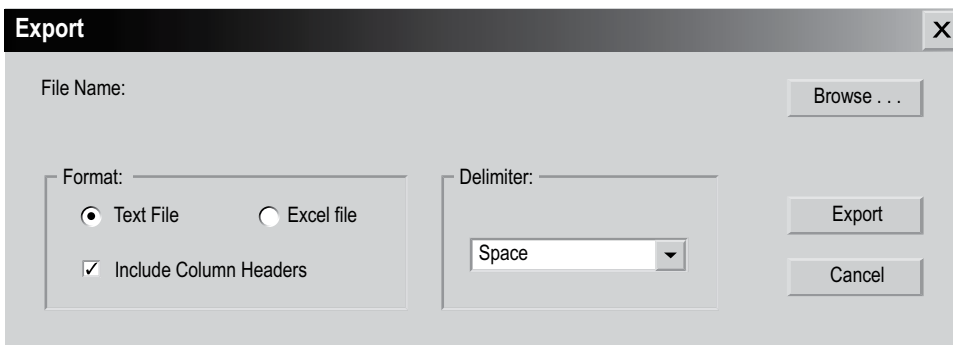 Export
X
File Name:
Browse . . .
Format:
Text File
Excel file
Include Column Headers
Delimiter:
Space
Export
Cancel